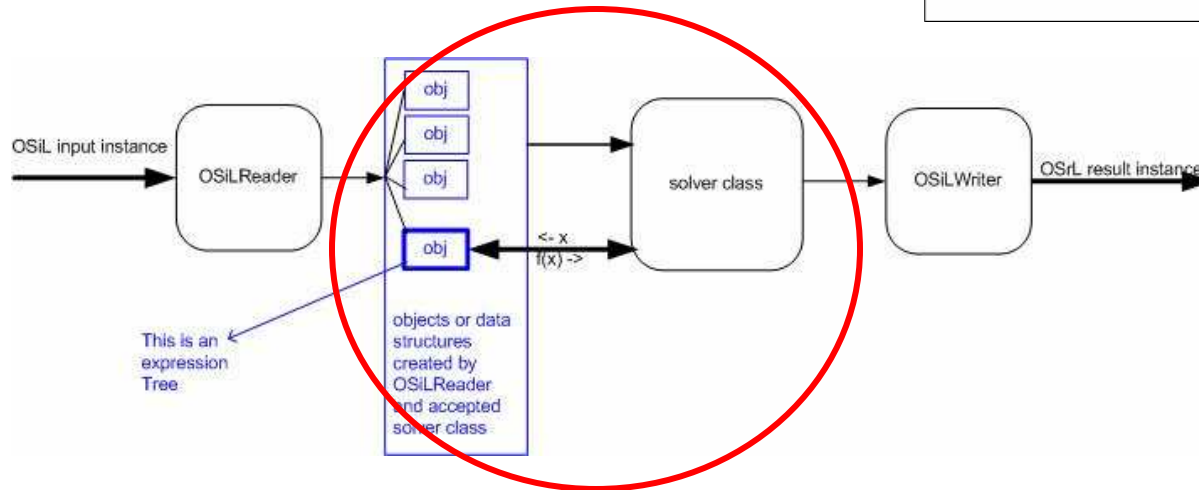 obj
obj
obj
obj
OSiL input instance
OSiLReader
solver class
OSiLWriter
OSrL result instance
<- x
f(x) ->
This is an
expression
Tree
objects or data
structures
created by
OSiLReader
and accepted
solver class